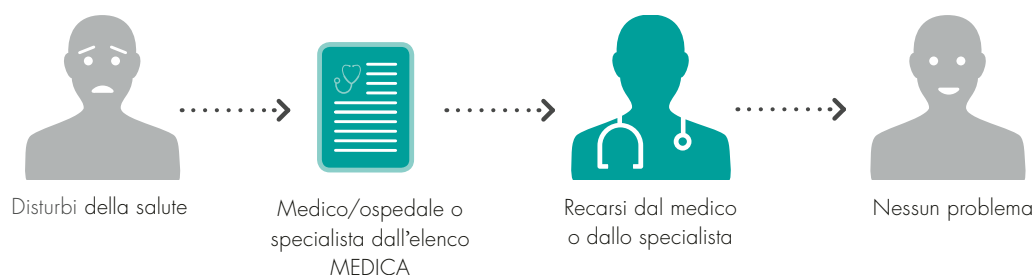 Disturbi della salute
Medico/ospedale o
specialista dall'elenco
MEDICA
Recarsi dal medico
o dallo specialista
Nessun problema